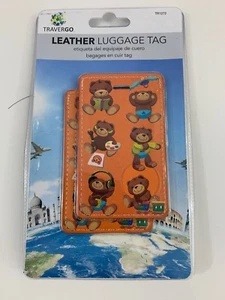 TRAVERGO
LEATHER LUGGAGE TAG
etiqueta del equipaje de cuero
bagages en cuir tag